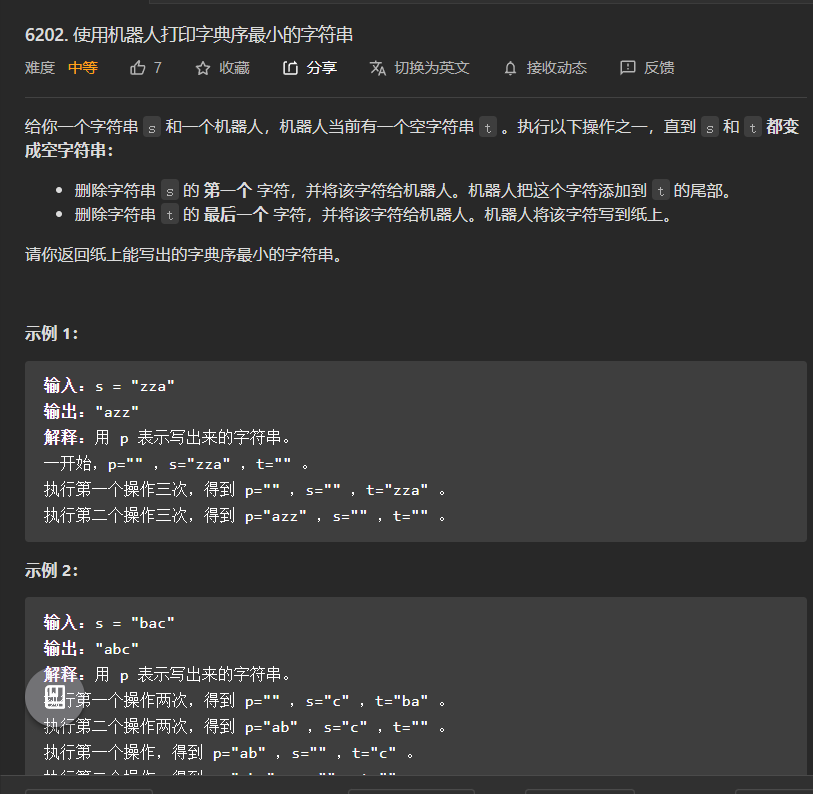 6202. 使用机器人打印字典序最小的字符串
难度 中等 7 收藏 分享 切换为英文 接收动态 反馈
给你一个字符串 s 和一个机器人，机器人当前有一个空字符串 t 。执行以下操作之一，直到 s 和 t 都变
成空字符串：
• 删除字符串 s 的 第一个 字符，并将该字符给机器人。机器人把这个字符添加到 t 的尾部。
• 删除字符串 t 的 最后一个 字符，并将该字符给机器人。机器人将该字符写到纸上。
请你返回纸上能写出的字典序最小的字符串。
示例 1：
输入：s = "zza"
输出："azz"
解释：用 p 表示写出来的字符串。
一开始，p="" ，s="zza" ，t="" 。
执行第一个操作三次，得到 p="" ，s="" ，t="zza" 。
执行第二个操作三次，得到 p="azz" ，s="" ，t="" 。
示例 2：
输入：s = "bac"
输出："abc"
解释：用 p 表示写出来的字符串。
行第一个操作两次，得到 p="" ，s="c" ，t="ba" 。
执行第二个操作两次，得到 p="ab" ，s="c" ，t="" 。
执行第一个操作，得到 p="ab" ，s="" ，t="c" 。